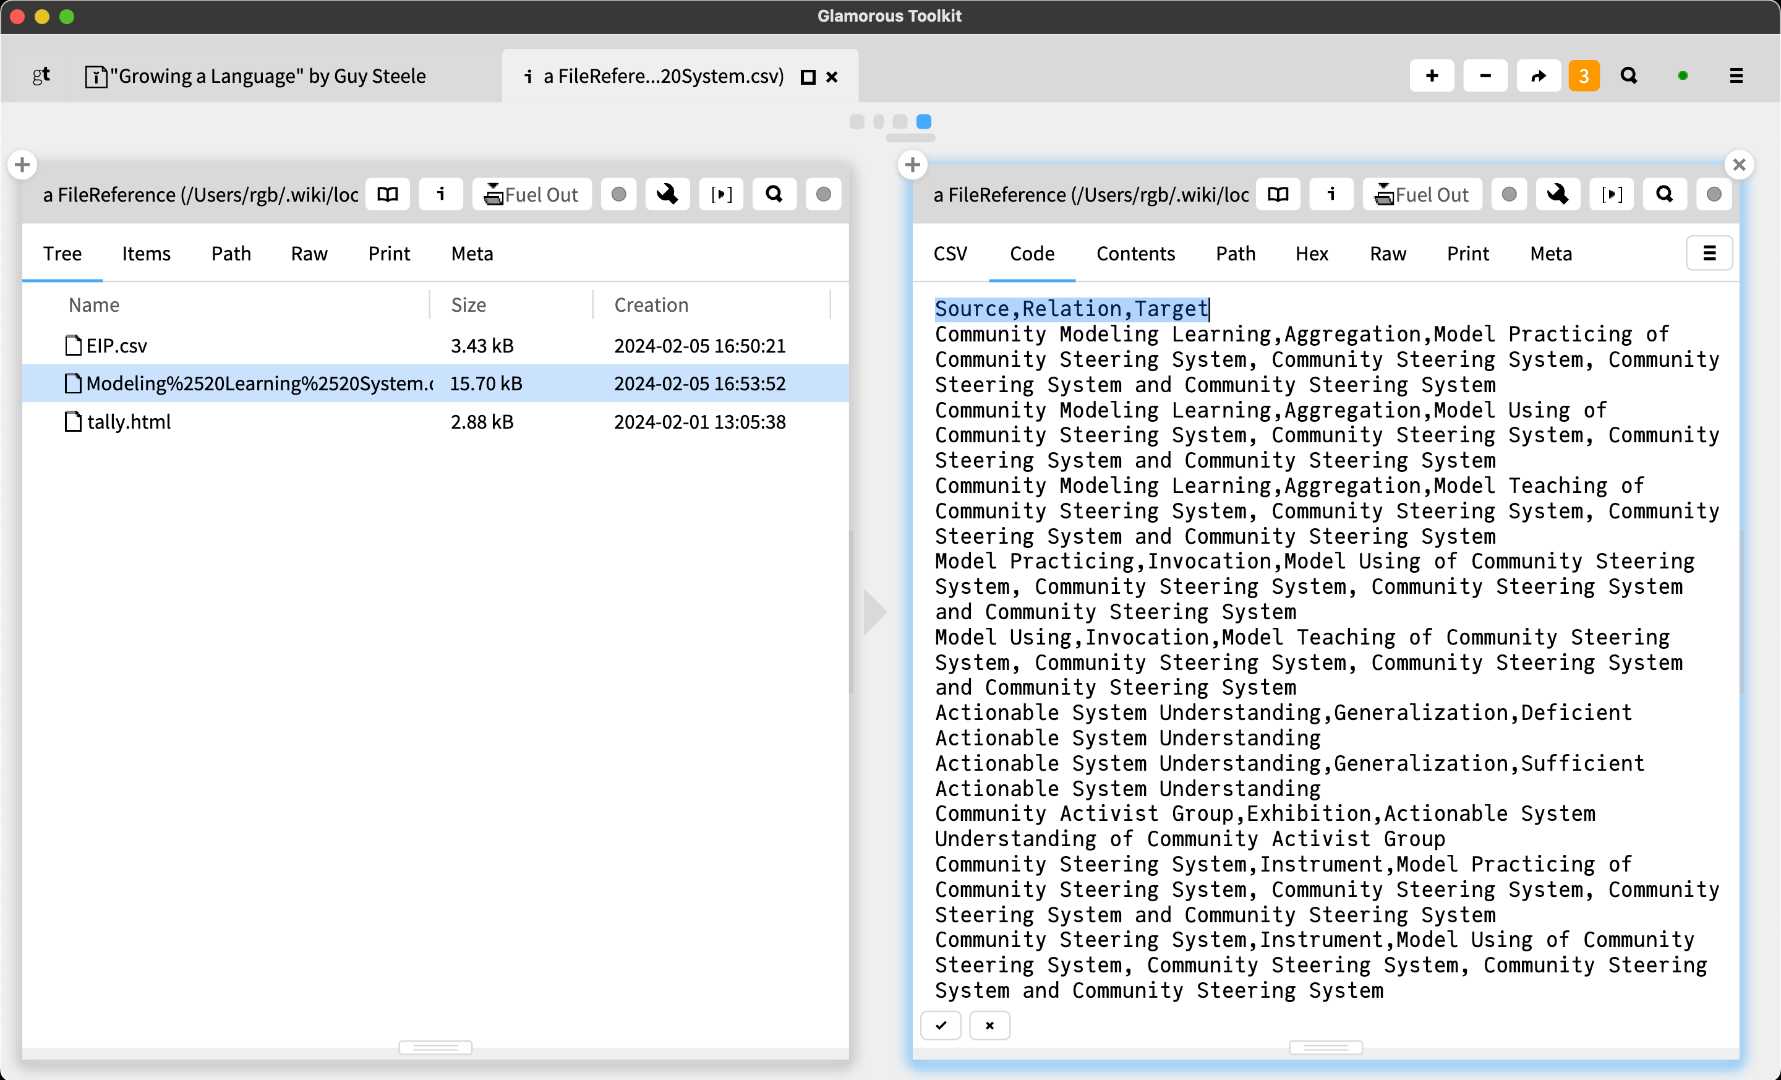 Glamorous Toolkit
gt
"Growing a Language" by Guy Steele
i a FileRefere...20System.csv)
3
a FileReference (/Users/rgb/.wiki/loc
i
Fuel Out
Tree Items Path Raw Print Meta
Name Size Creation
EIP.csv 3.43 kB 2024-02-05 16:50:21
Modeling%2520Learning%2520System.c 15.70 kB 2024-02-05 16:53:52
tally.html 2.88 kB 2024-02-01 13:05:38
a FileReference (/Users/rgb/.wiki/loc
i
Fuel Out
CSV Code Contents Path Hex Raw Print Meta
Source,Relation,Target
Community Modeling Learning,Aggregation,Model Practicing of
Community Steering System, Community Steering System, Community
Steering System and Community Steering System
Community Modeling Learning,Aggregation,Model Using of
Community Steering System, Community Steering System, Community
Steering System and Community Steering System
Community Modeling Learning,Aggregation,Model Teaching of
Community Steering System, Community Steering System, Community
Steering System and Community Steering System
Model Practicing,Invocation,Model Using of Community Steering
System, Community Steering System, Community Steering System
and Community Steering System
Model Using,Invocation,Model Teaching of Community Steering
System, Community Steering System, Community Steering System
and Community Steering System
Actionable System Understanding,Generalization,Deficient
Actionable System Understanding
Actionable System Understanding,Generalization,Sufficient
Actionable System Understanding
Community Activist Group,Exhibition,Actionable System
Understanding of Community Activist Group
Community Steering System,Instrument,Model Practicing of
Community Steering System, Community Steering System, Community
Steering System and Community Steering System
Community Steering System,Instrument,Model Using of Community
Steering System, Community Steering System, Community Steering
System and Community Steering System